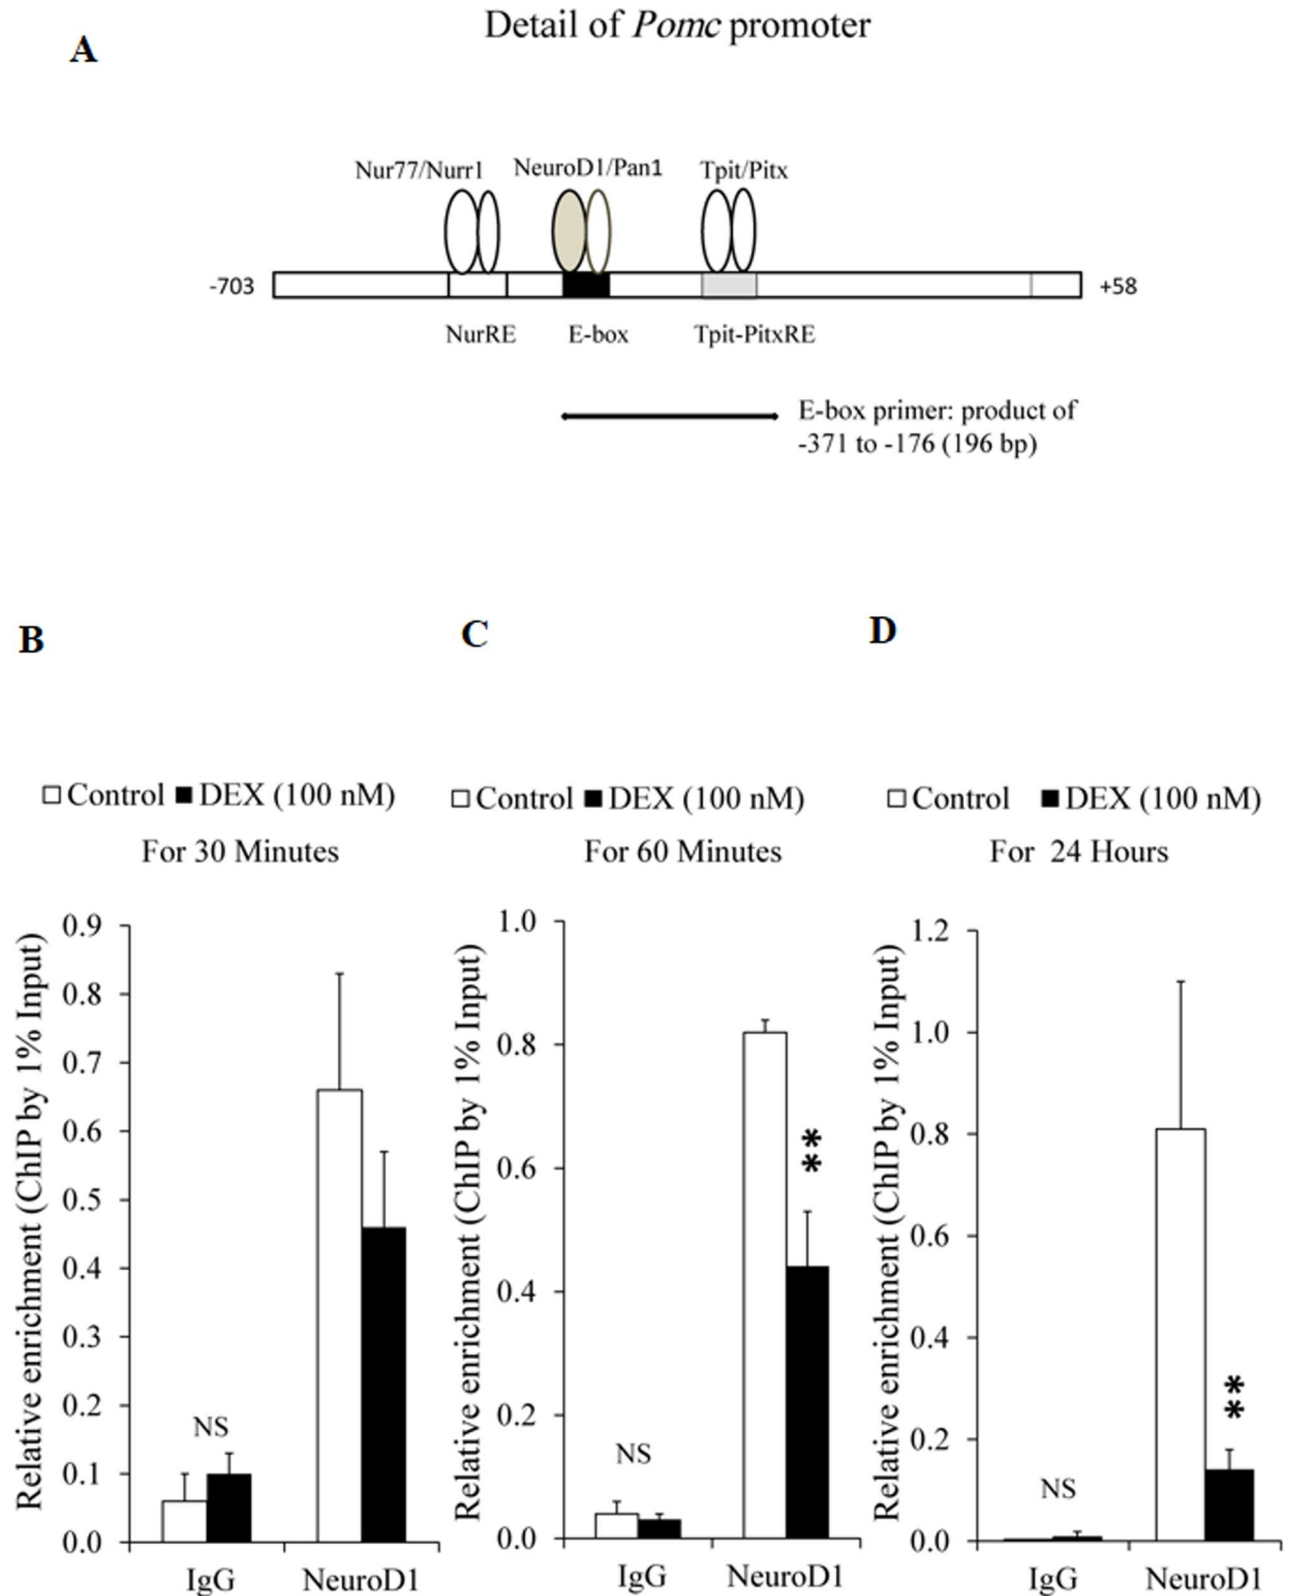 Detail of Pomc promoter
A
Nur77/Nurr1 NeuroD1/Pan1 Tpit/Pitx
-703 +58
NurRE E-box Tpit-PitxRE
E-box primer: product of
-371 to -176 (196 bp)
B
Control DEX (100 nM)
For 30 Minutes
Relative enrichment (ChIP by 1% Input)
0.9
0.8
0.7
0.6
0.5
0.4
0.3
0.2
0.1
0.0
NS
IgG NeuroD1
C
Control DEX (100 nM)
For 60 Minutes
Relative enrichment (ChIP by 1% Input)
1.0
0.8
0.6
0.4
0.2
0.0
NS
**
IgG NeuroD1
D
Control DEX (100 nM)
For 24 Hours
Relative enrichment (ChIP by 1% Input)
1.2
1.0
0.8
0.6
0.4
0.2
0.0
NS
**
IgG NeuroD1